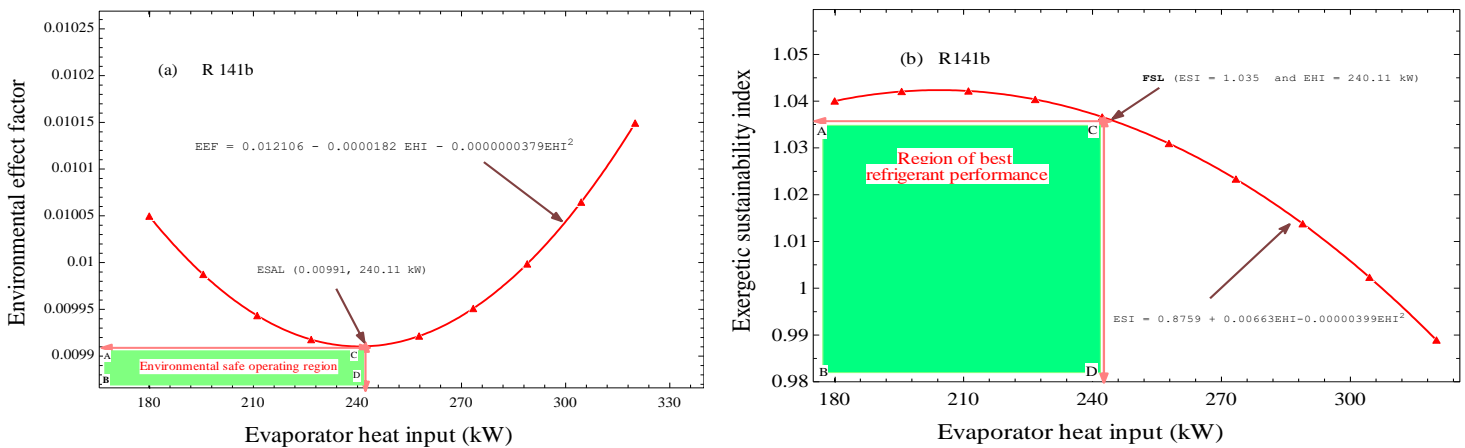 (a) R 141b
Environmental effect factor
0.01025
0.0102
0.01015
0.0101
0.01005
0.01
0.00995
0.0099
EEF = 0.012106 – 0.0000182 EHI – 0.0000000379EHI²
ESAL (0.00991, 240.11 kW)
A
C
Environmental safe operating region
B
D
180 210 240 270 300 330
Evaporator heat input (kW)
(b) R141b
Exergetic sustainability index
1.05
1.04
1.03
1.02
1.01
1
0.99
0.98
FSL (ESI = 1.035 and EHI = 240.11 kW)
A
C
Region of best
refrigerant performance
ESI = 0.8759 + 0.00663EHI-0.00000399EHI²
B
D
180 210 240 270 300
Evaporator heat input (kW)